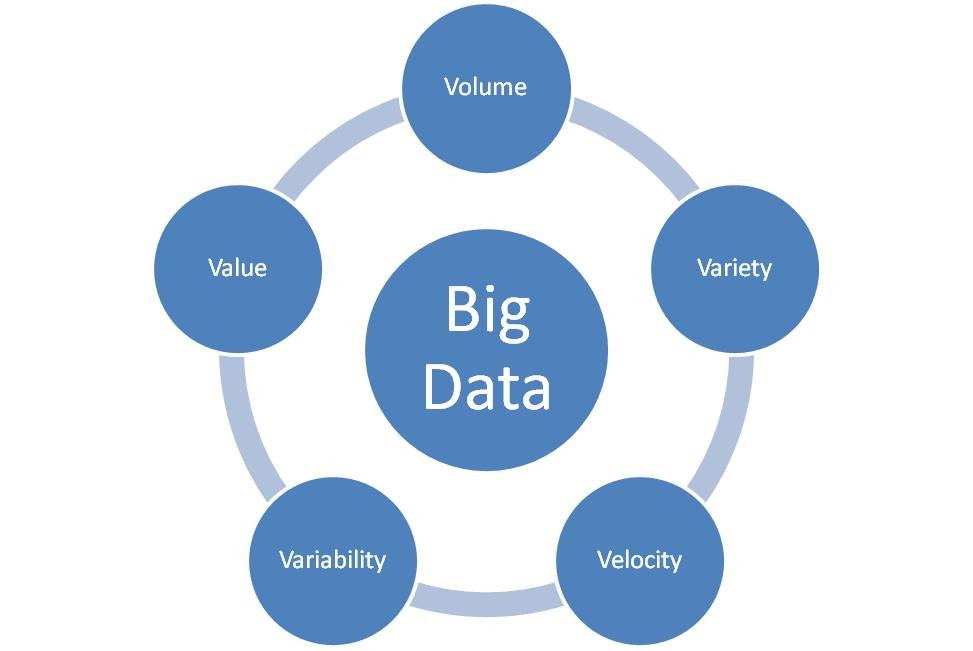 Volume
Variety
Velocity
Variability
Value
Big
Data